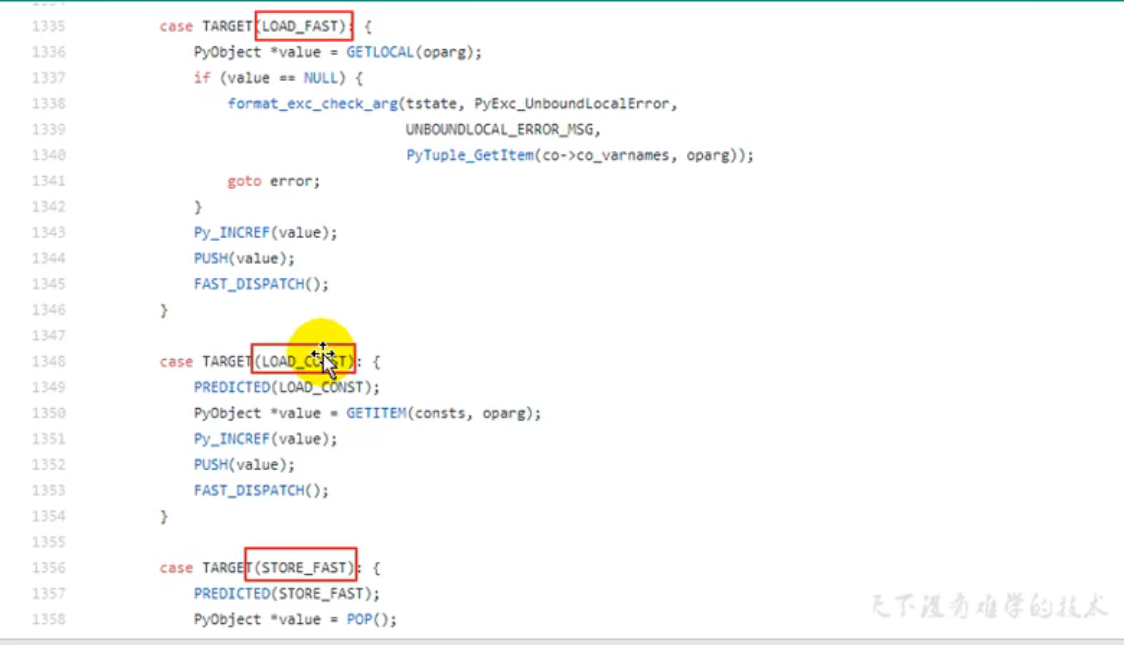 1335 case TARGET(LOAD_FAST): {
1336 PyObject *value = GETLOCAL(oparg);
1337 if (value == NULL) {
1338 format_exc_check_arg(tstate, PyExc_UnboundLocalError,
1339 UNBOUNDLOCAL_ERROR_MSG,
1340 PyTuple_GetItem(co->co_varnames, oparg));
1341 goto error;
1342 }
1343 Py_INCREF(value);
1344 PUSH(value);
1345 FAST_DISPATCH();
1346 }
1347
1348 case TARGET(LOAD_CONST): {
1349 PREDICTED(LOAD_CONST);
1350 PyObject *value = GETITEM(consts, oparg);
1351 Py_INCREF(value);
1352 PUSH(value);
1353 FAST_DISPATCH();
1354 }
1355
1356 case TARGET(STORE_FAST): {
1357 PREDICTED(STORE_FAST);
1358 PyObject *value = POP();
天下没有难学的技术